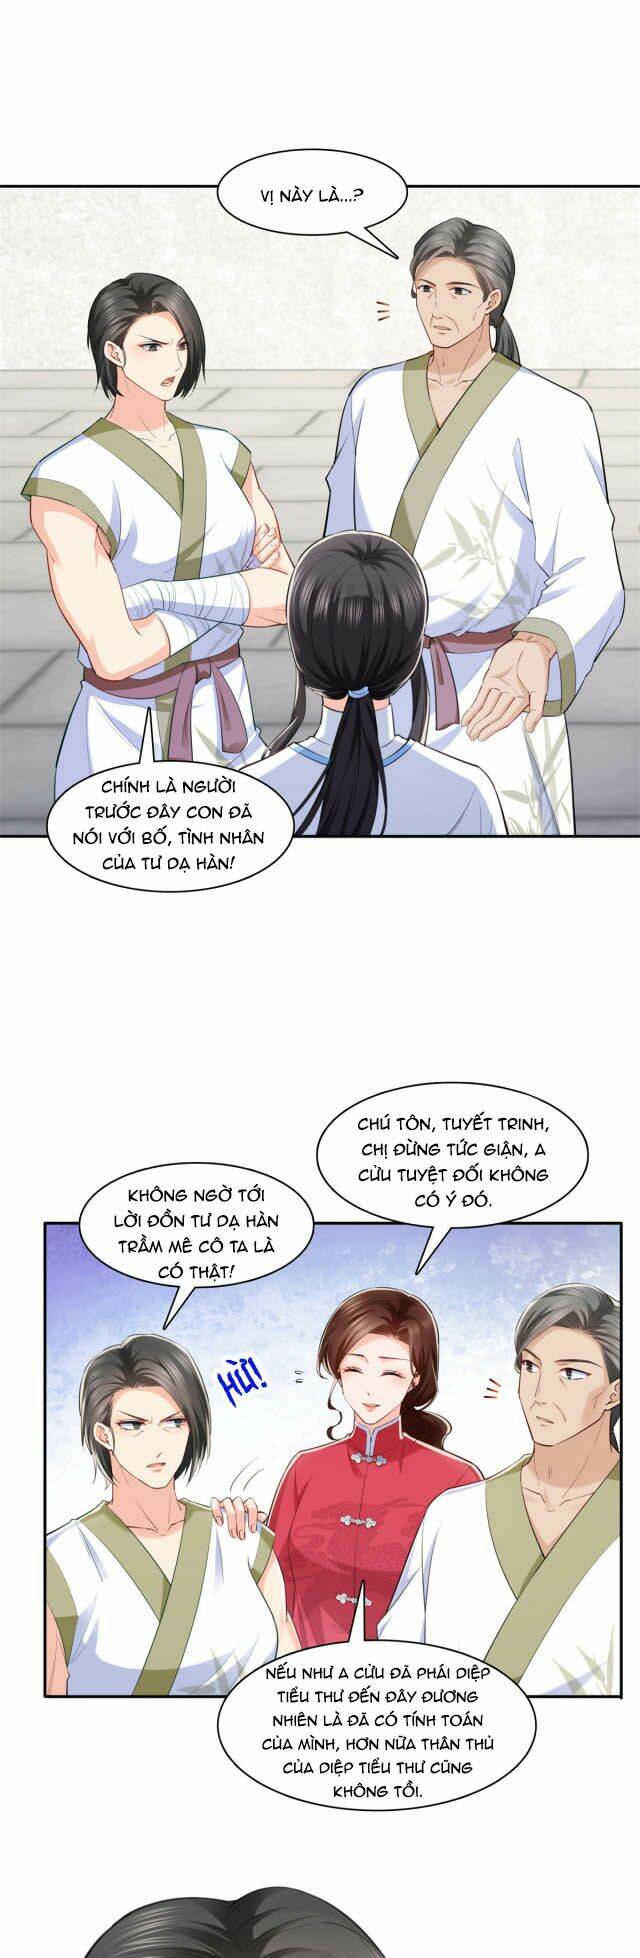 VỊ NÀY LÀ...?
CHÍNH LÀ NGƯỜI
TRƯỚC ĐÂY CON ĐÃ
NÓI VỚI BỐ, TÌNH NHÂN
CỦA TƯ DẠ HÀN!
CHÚ TÔN, TUYẾT TRINH,
CHỊ ĐỪNG TỨC GIẬN, A
CỬU TUYỆT ĐỐI KHÔNG
CÓ Ý ĐÓ.
KHÔNG NGỜ TỚI
LỜI ĐỒN TƯ DẠ HÀN
TRẦM MÊ CÔ TA LÀ
CÓ THẬT!
HỪ!
NẾU NHƯ A CỬU ĐÃ PHÁI DIỆP
TIỂU THƯ ĐẾN ĐÂY ĐƯƠNG
NHIÊN LÀ ĐÃ CÓ TÍNH TOÁN
CỦA MÌNH, HƠN NỮA THÂN THỦ
CỦA DIỆP TIỂU THƯ CŨNG
KHÔNG TỒI.